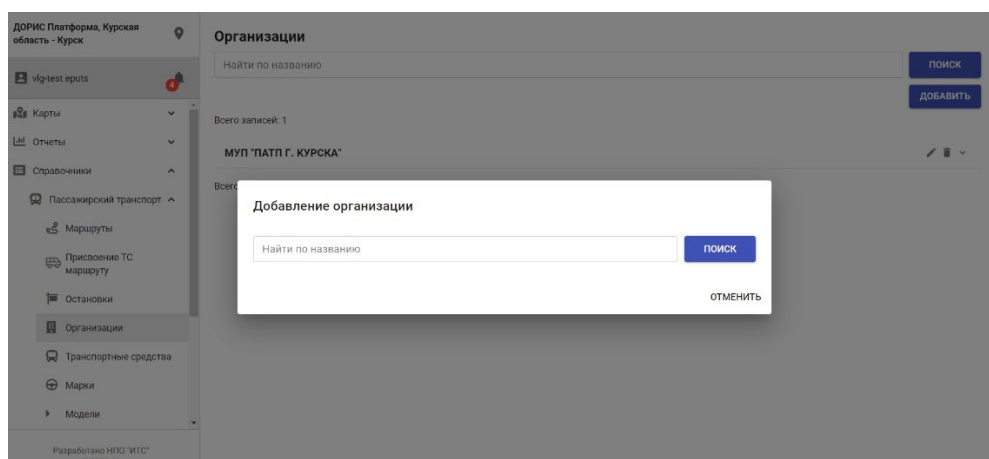 ДОРИС Платформа, Курская
область - Курск
vlg-test eputs
4
Карты
Отчеты
Справочники
Пассажирский транспорт
Маршруты
Присвоение ТС
маршруту
Остановки
Организации
Транспортные средства
Марки
Модели
Разработано НПО "ИТС"
Организации
Найти по названию
ПОИСК
ДОБАВИТЬ
Всего записей: 1
МУП "ПАТП Г. КУРСКА"
Всего
Добавление организации
Найти по названию
ПОИСК
ОТМЕНИТЬ